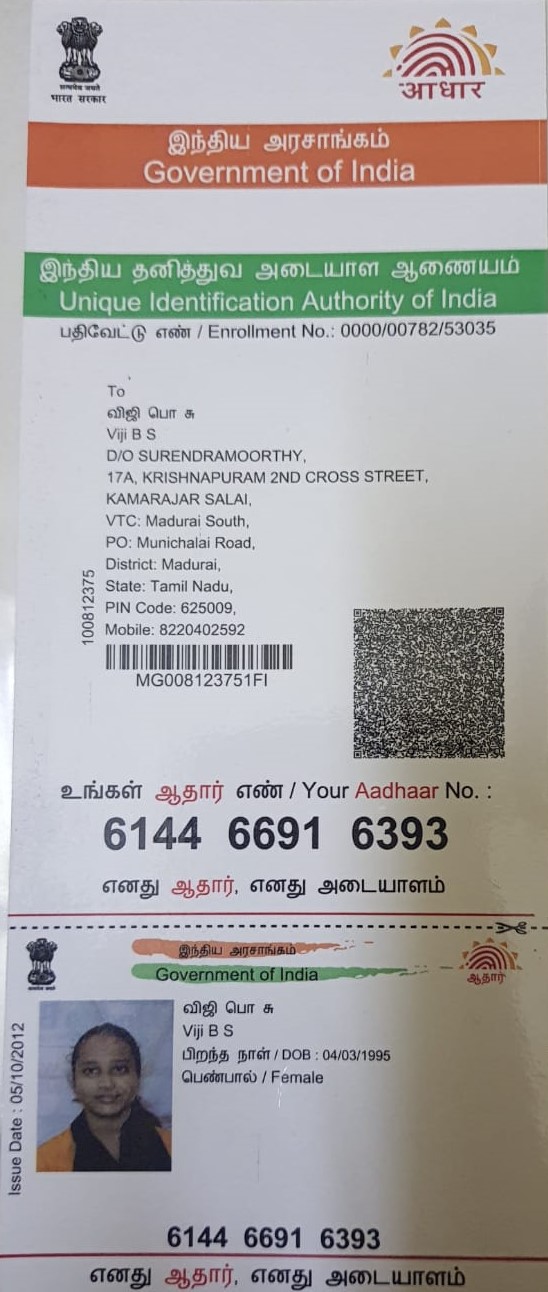 सत्यमेव जयते
भारत सरकार
आधार
இந்திய அரசாங்கம்
Government of India
இந்திய தனித்துவ அடையாள ஆணையம்
Unique Identification Authority of India
பதிவேட்டு எண் / Enrollment No.: 0000/00782/53035
To
விஜி பொ சு
Viji B S
D/O SURENDRAMOORTHY,
17A, KRISHNAPURAM 2ND CROSS STREET,
KAMARAJAR SALAI,
VTC: Madurai South,
PO: Munichalai Road,
District: Madurai,
State: Tamil Nadu,
PIN Code: 625009,
Mobile: 8220402592
100812375
MG008123751FI
உங்கள் ஆதார் எண் / Your Aadhaar No. :
6144 6691 6393
எனது ஆதார், எனது அடையாளம்
இந்திய அரசாங்கம்
Government of India
ஆதார்
விஜி பொ சு
Viji B S
பிறந்த நாள் / DOB : 04/03/1995
பெண்பால் / Female
Issue Date : 05/10/2012
6144 6691 6393
எனது ஆதார், எனது அடையாளம்